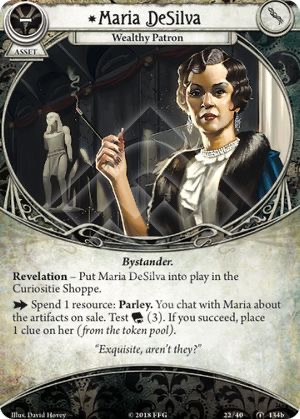 Maria DeSilva
Wealthy Patron
ASSET
Bystander.
Revelation – Put Maria DeSilva into play in the
Curiositie Shoppe.
Spend 1 resource: Parley. You chat with Maria about
the artifacts on sale. Test (3). If you succeed, place
1 clue on her (from the token pool).
“Exquisite, aren’t they?”
Illus. David Hovey
© 2018 FFG
22/40
134b